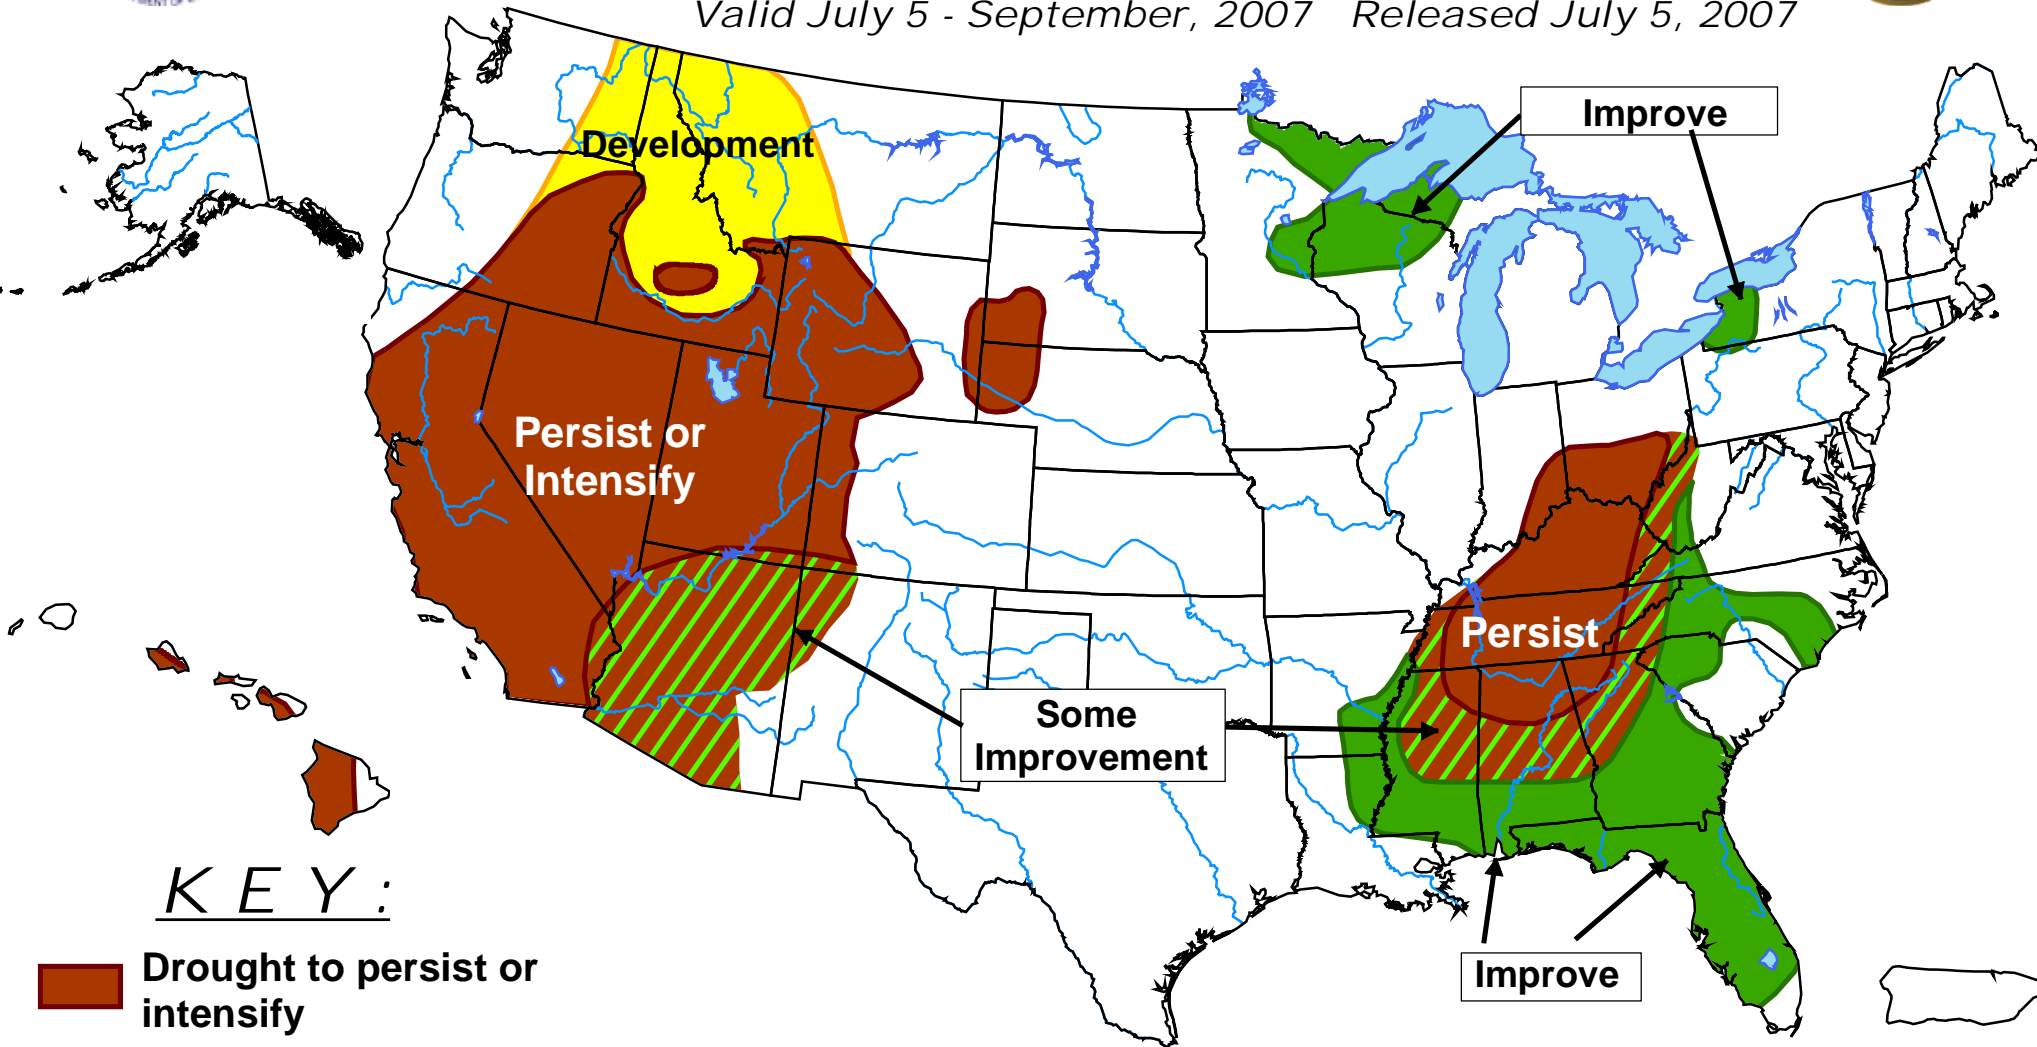 Valid July 5 - September, 2007   Released July 5, 2007
Improve
Development
Persist or
Intensify
Persist
Some
Improvement
Improve
KEY:
Drought to persist or
intensify